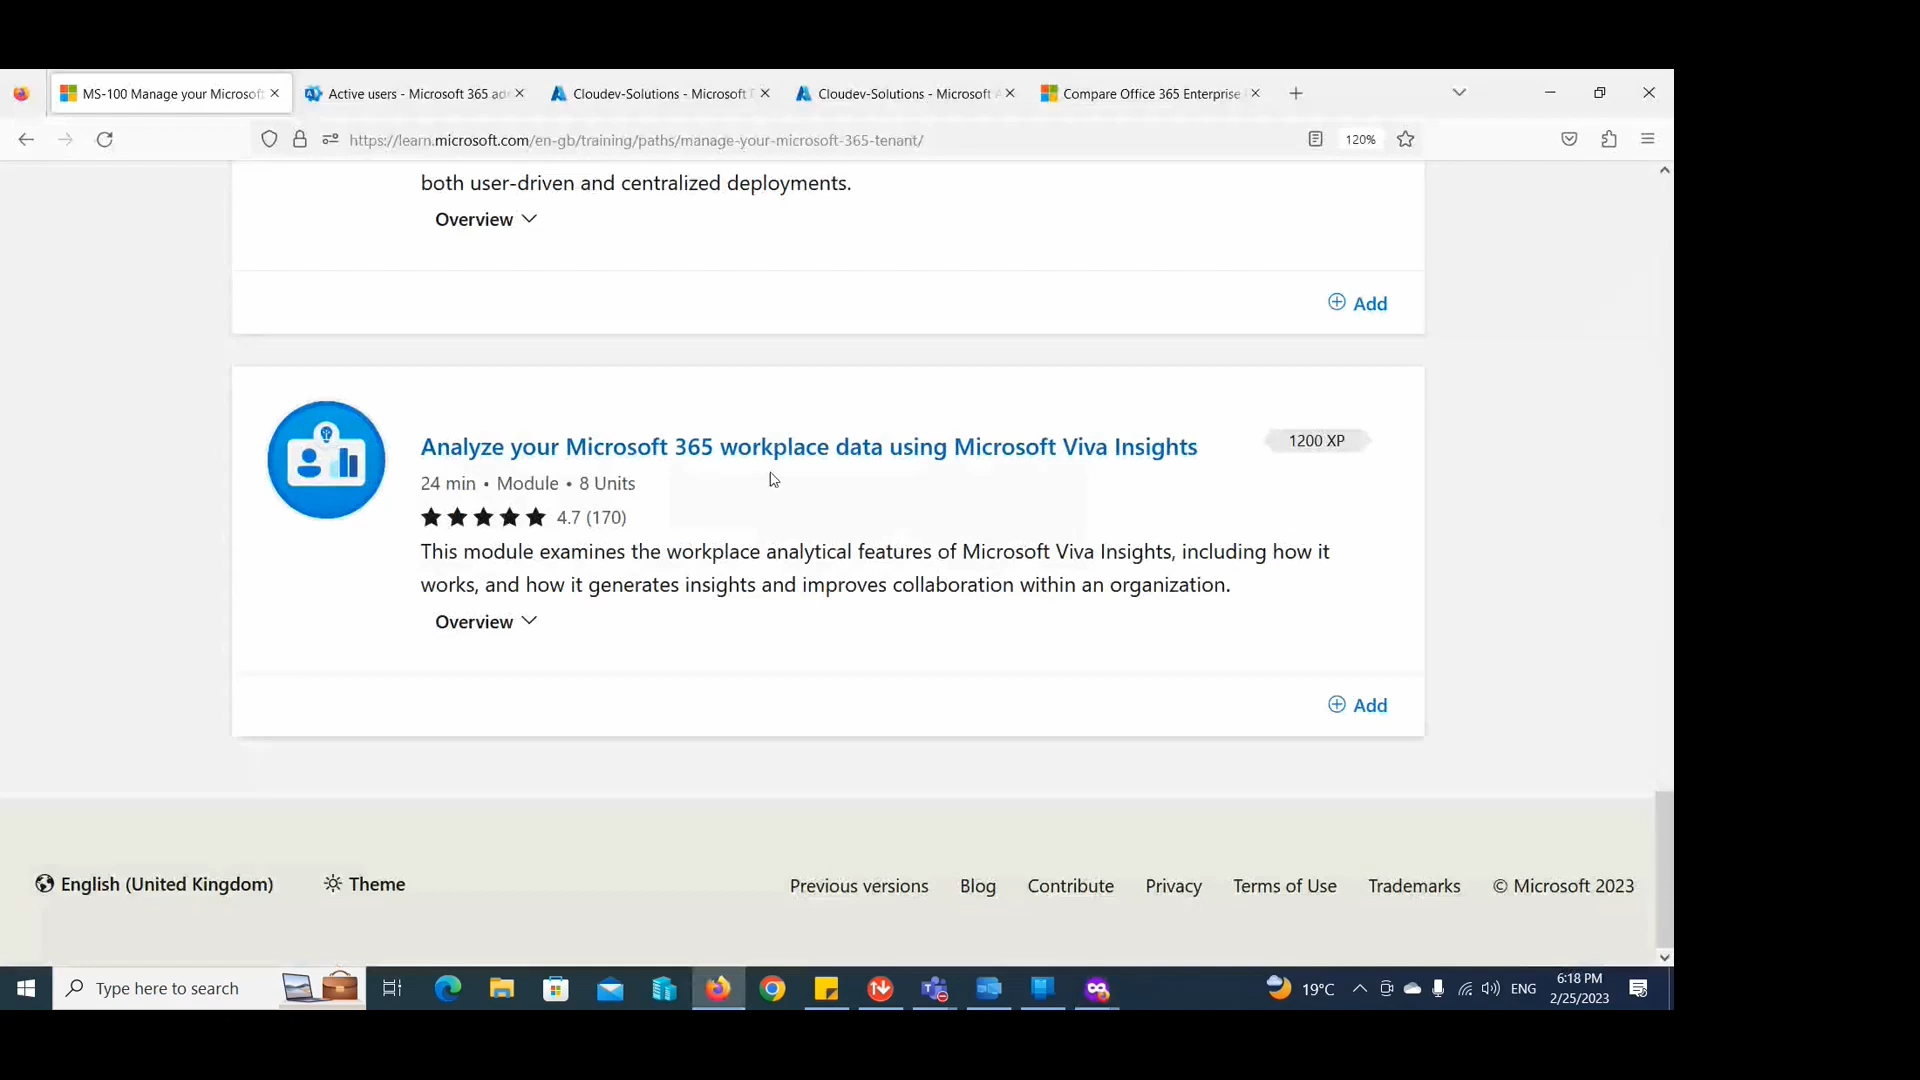 MS-100 Manage your Microsoft
Active users - Microsoft 365 ad
Cloudev-Solutions - Microsoft
Cloudev-Solutions - Microsoft
Compare Office 365 Enterprise
https://learn.microsoft.com/en-gb/training/paths/manage-your-microsoft-365-tenant/
120%
both user-driven and centralized deployments.
Overview
Add
Analyze your Microsoft 365 workplace data using Microsoft Viva Insights
1200 XP
24 min • Module • 8 Units
4.7 (170)
This module examines the workplace analytical features of Microsoft Viva Insights, including how it
works, and how it generates insights and improves collaboration within an organization.
Overview
Add
English (United Kingdom)
Theme
Previous versions
Blog
Contribute
Privacy
Terms of Use
Trademarks
© Microsoft 2023
Type here to search
19°C
ENG
6:18 PM
2/25/2023